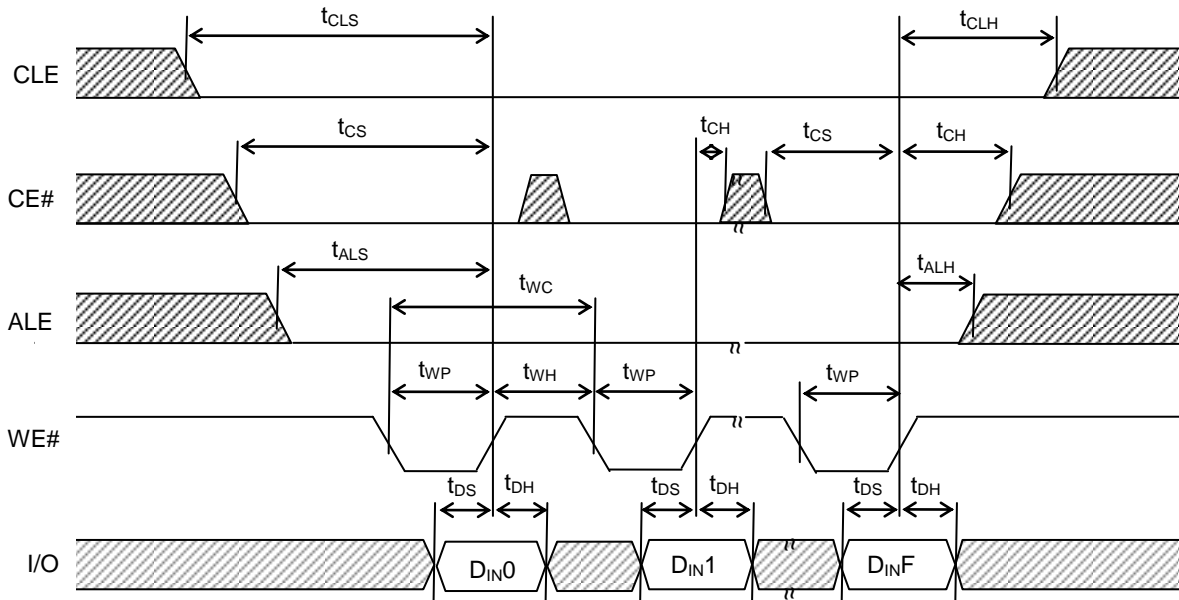 tCLS tCLH
CLE
tCS tCH tCS tCH
CE#
tALS tWC tALH
ALE
tWP tWH tWP tWP
WE#
tDS tDH tDS tDH tDS tDH
I/O DIN0 DIN1 DINF